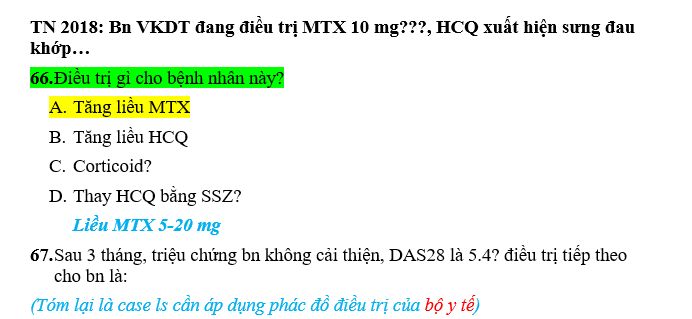 TN 2018: Bn VKDT đang điều trị MTX 10 mg???, HCQ xuất hiện sưng đau
khớp…
66.Điều trị gì cho bệnh nhân này?
A. Tăng liều MTX
B. Tăng liều HCQ
C. Corticoid?
D. Thay HCQ bằng SSZ?
Liều MTX 5-20 mg
67.Sau 3 tháng, triệu chứng bn không cải thiện, DAS28 là 5.4? điều trị tiếp theo
cho bn là:
(Tóm lại là case ls cần áp dụng phác đồ điều trị của bộ y tế)